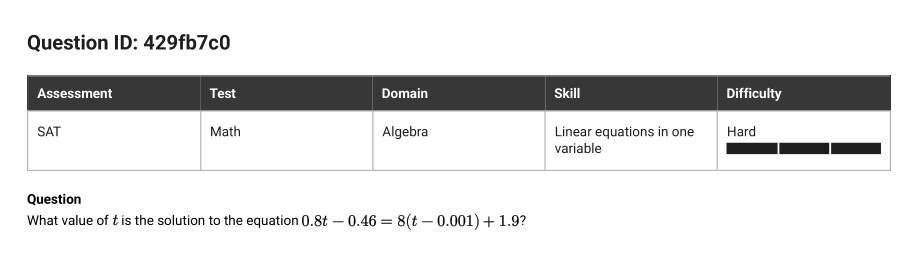 Question ID: 429fb7c0
Assessment Test Domain Skill Difficulty
SAT Math Algebra Linear equations in one variable Hard
Question
What value of t is the solution to the equation 0.8t − 0.46 = 8(t − 0.001) + 1.9?